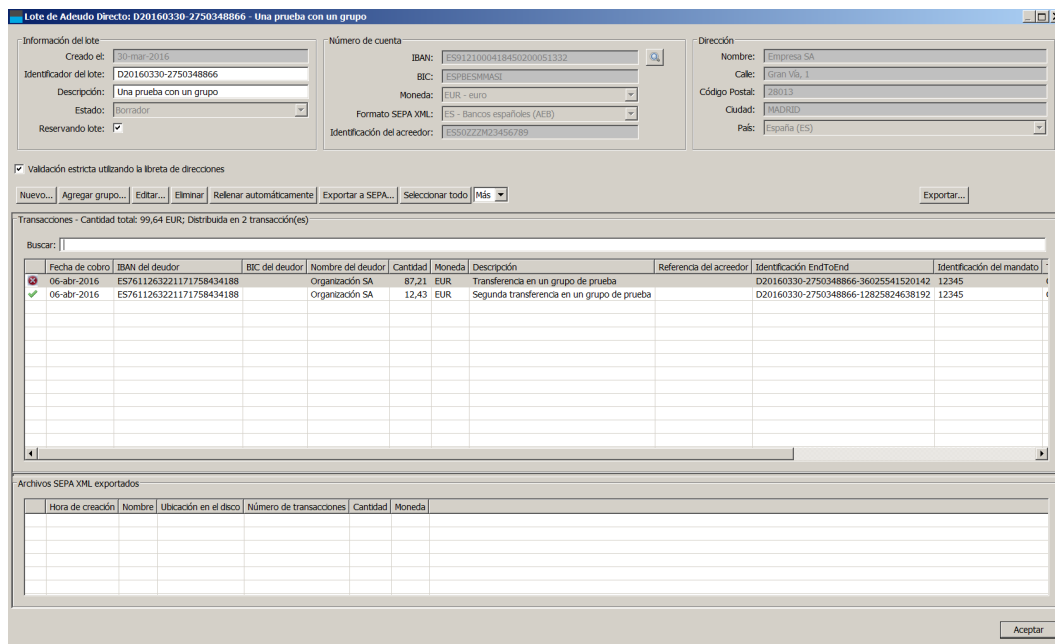 Lote de Adeudo Directo: D20160330-2750348866 - Una prueba con un grupo
Información del lote
Creado el: 30-mar-2016
Identificador del lote: D20160330-2750348866
Descripción: Una prueba con un grupo
Estado: Borrador
Reservando lote:
Número de cuenta
IBAN: ES9121000418450200051332
BIC: ESPBESMMASI
Moneda: EUR - euro
Formato SEPA XML: ES - Bancos españoles (AEB)
Identificación del acreedor: ES50ZZZM23456789
Dirección
Nombre: Empresa SA
Calle: Gran Vía, 1
Código Postal: 28013
Ciudad: MADRID
País: España (ES)
Validación estricta utilizando la libreta de direcciones
Nuevo... Agregar grupo... Editar... Eliminar Rellenar automáticamente Exportar a SEPA... Seleccionar todo Más Exportar...
Transacciones - Cantidad total: 99,64 EUR; Distribuida en 2 transacción(es)
Buscar:
Fecha de cobro IBAN del deudor BIC del deudor Nombre del deudor Cantidad Moneda Descripción Referencia del acreedor Identificación EndToEnd Identificación del mandato
06-abr-2016 ES7611263221171758434188 Organización SA 87,21 EUR Transferencia en un grupo de prueba D20160330-2750348866-36025541520142 12345
06-abr-2016 ES7611263221171758434188 Organización SA 12,43 EUR Segunda transferencia en un grupo de prueba D20160330-2750348866-12825824638192 12345
Archivos SEPA XML exportados
Hora de creación Nombre Ubicación en el disco Número de transacciones Cantidad Moneda
Aceptar